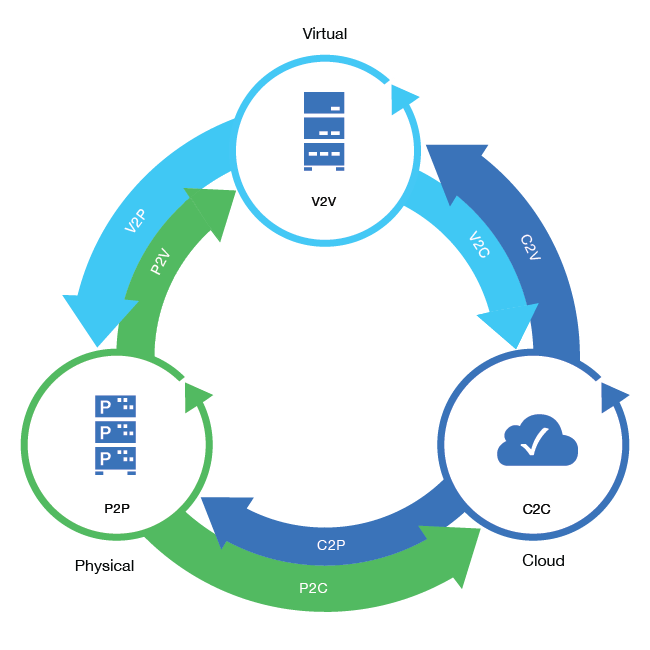 Virtual
V2V
V2P
P2V
V2C
C2V
P
P
P
P2P
Physical
C2C
Cloud
C2P
P2C